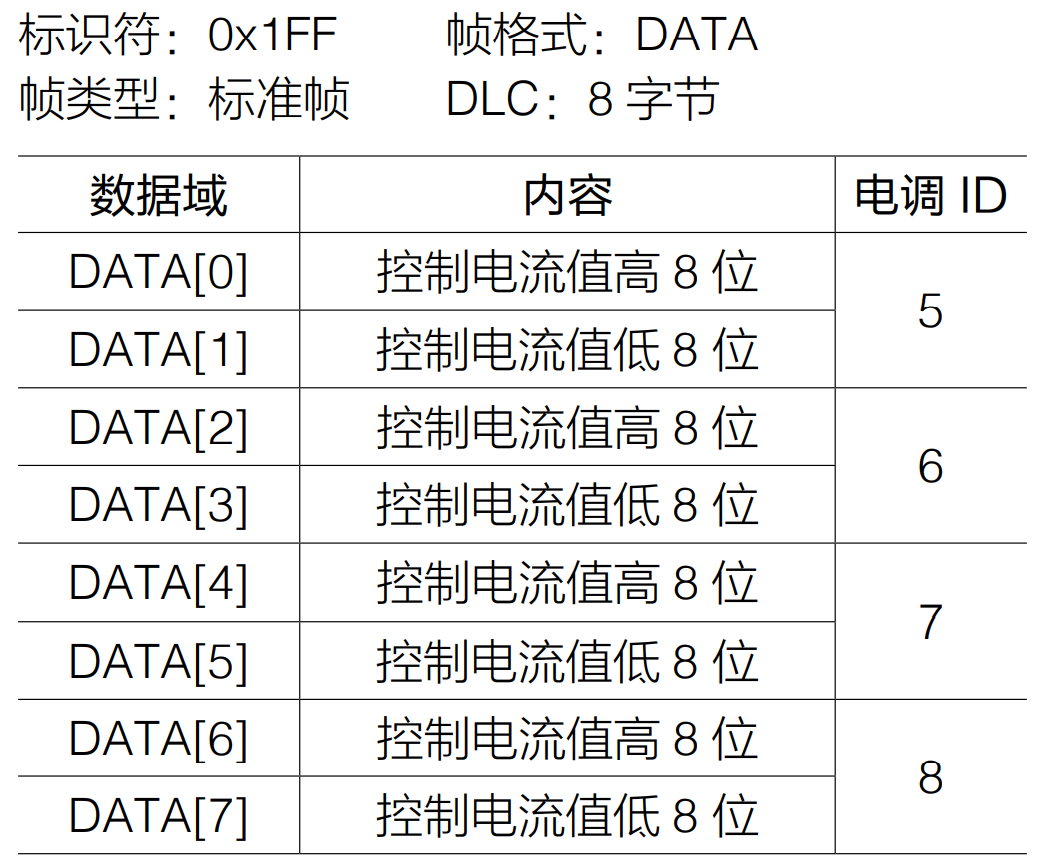 标识符：0x1FF 帧格式：DATA
帧类型：标准帧 DLC：8 字节
数据域 内容 电调 ID
DATA[0] 控制电流值高 8 位 5
DATA[1] 控制电流值低 8 位
DATA[2] 控制电流值高 8 位 6
DATA[3] 控制电流值低 8 位
DATA[4] 控制电流值高 8 位 7
DATA[5] 控制电流值低 8 位
DATA[6] 控制电流值高 8 位 8
DATA[7] 控制电流值低 8 位